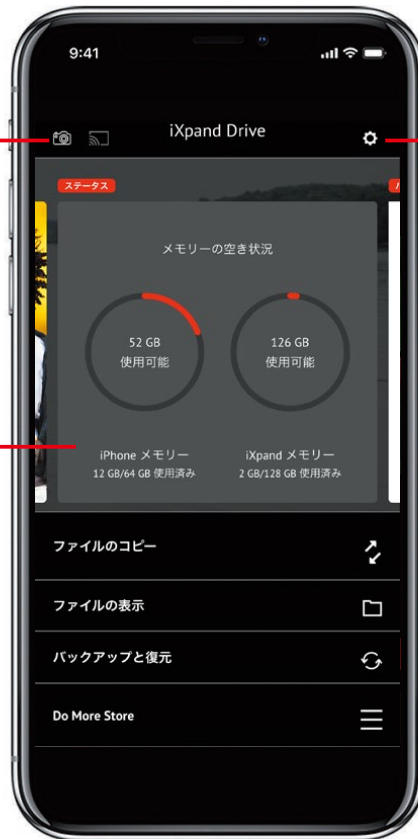 9:41
iXpand Drive
ステータス
メモリーの空き状況
52 GB
使用可能
126 GB
使用可能
iPhone メモリー
12 GB/64 GB 使用済み
iXpand メモリー
2 GB/128 GB 使用済み
ファイルのコピー
ファイルの表示
バックアップと復元
Do More Store